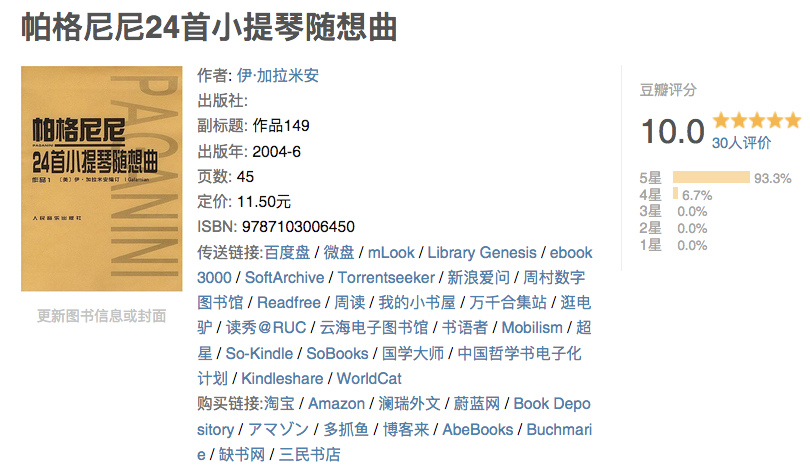 帕格尼尼24首小提琴随想曲
PAGANINI
帕格尼尼
PAGANINI
24首小提琴随想曲
作品1 (美) 伊·加拉米安编订 I Galamian
人民音乐出版社
更新图书信息或封面
作者: 伊·加拉米安
出版社:
副标题: 作品149
出版年: 2004-6
页数: 45
定价: 11.50元
ISBN: 9787103006450
传送链接:百度盘 / 微盘 / mLook / Library Genesis / ebook
3000 / SoftArchive / Torrentseeker / 新浪爱问 / 周村数字
图书馆 / Readfree / 周读 / 我的小书屋 / 万千合集站 / 逛电
驴 / 读秀@RUC / 云海电子图书馆 / 书语者 / Mobilism / 超
星 / So-Kindle / SoBooks / 国学大师 / 中国哲学书电子化
计划 / Kindleshare / WorldCat
购买链接:淘宝 / Amazon / 澜瑞外文 / 蔚蓝网 / Book Depo
sitory / アマゾン / 多抓鱼 / 博客来 / AbeBooks / Buchmari
e / 缺书网 / 三民书店
豆瓣评分
10.0
30人评价
5星 93.3%
4星 6.7%
3星 0.0%
2星 0.0%
1星 0.0%